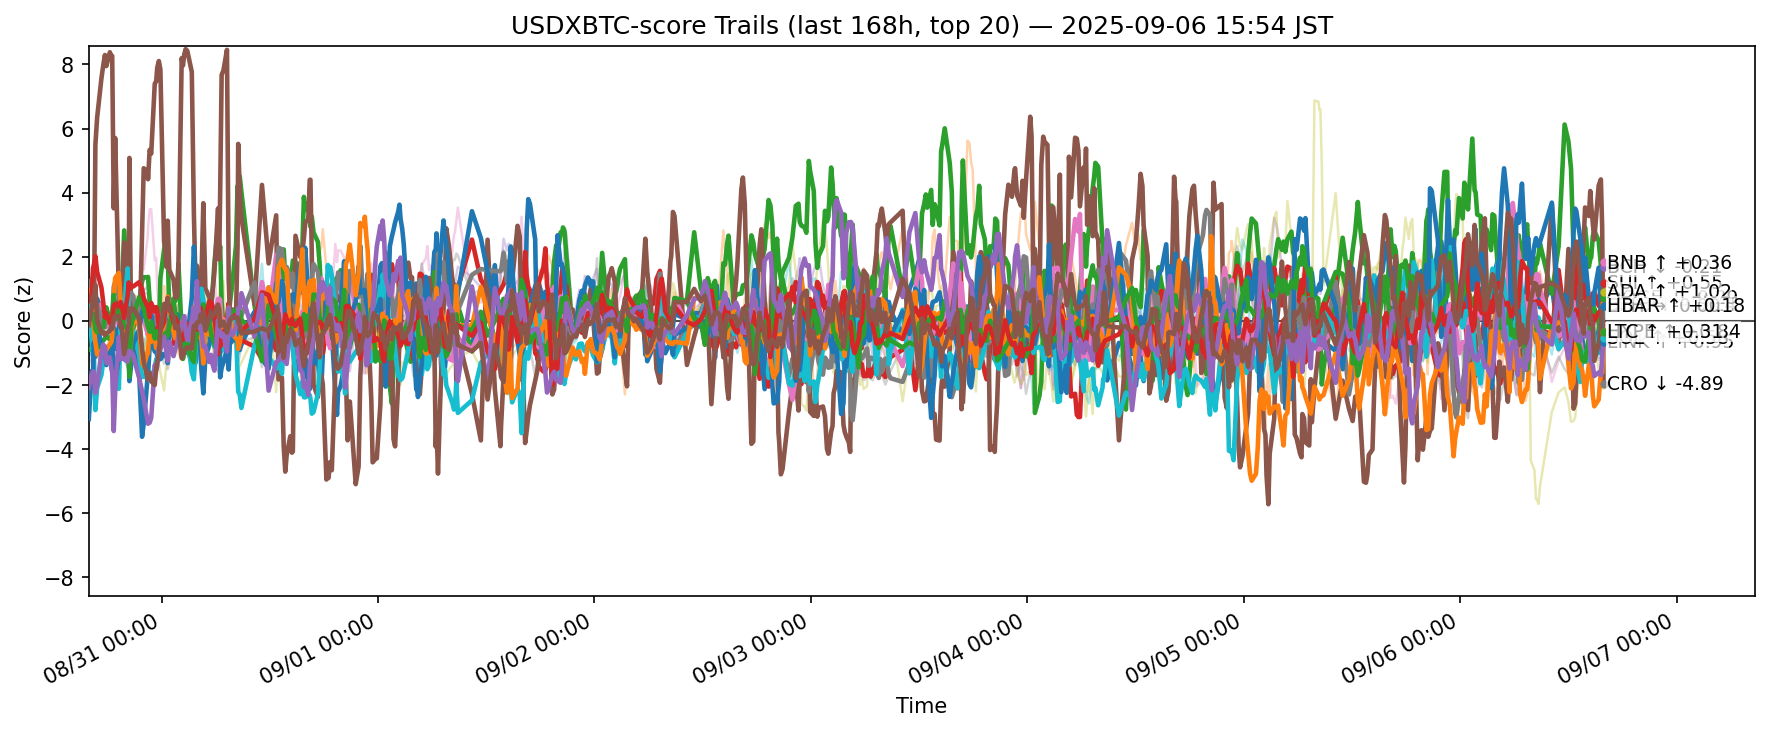 USDXBTC-score Trails (last 168h, top 20) — 2025-09-06 15:54 JST
Score (z)
8
6
4
2
0
−2
−4
−6
−8
BNB ↑ +0.36
SUI ↑ +0.55
ADA ↑ +1.02
HBAR ↑ +0.18
LTC ↑ +0.31
CRO ↓ -4.89
08/31 00:00
09/01 00:00
09/02 00:00
09/03 00:00
09/04 00:00
09/05 00:00
09/06 00:00
09/07 00:00
Time